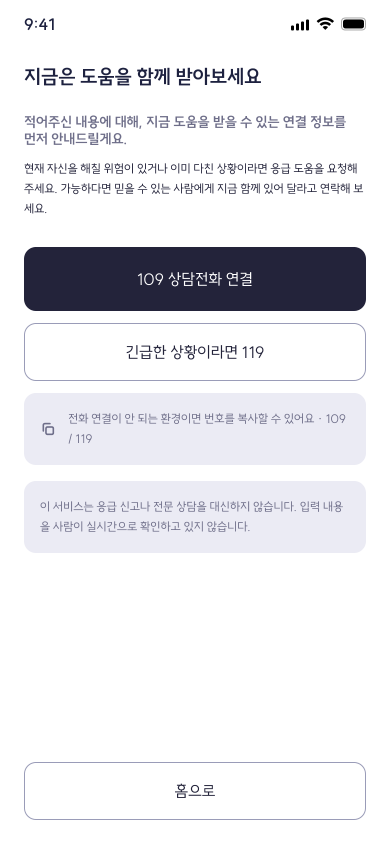 9:41
지금은 도움을 함께 받아보세요
적어주신 내용에 대해, 지금 도움을 받을 수 있는 연결 정보를
먼저 안내드릴게요.
현재 자신을 해칠 위험이 있거나 이미 다친 상황이라면 응급 도움을 요청해
주세요. 가능하다면 믿을 수 있는 사람에게 지금 함께 있어 달라고 연락해 보
세요.
109 상담전화 연결
긴급한 상황이라면 119
전화 연결이 안 되는 환경이면 번호를 복사할 수 있어요 · 109
/ 119
이 서비스는 응급 신고나 전문 상담을 대신하지 않습니다. 입력 내용
을 사람이 실시간으로 확인하고 있지 않습니다.
홈으로